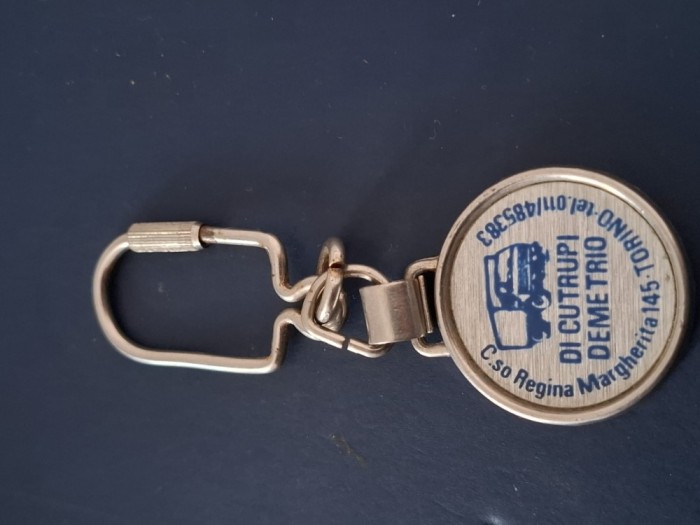 DI CUTRUPI
DEMETRIO
C.so Regina Margherita 145 · TORINO · tel. 011/485383